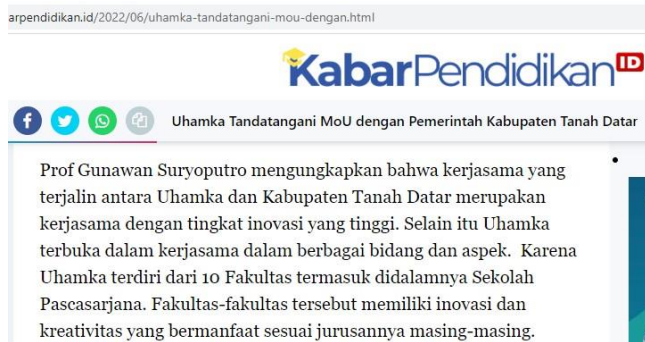 arpendidikan.id/2022/06/uhamka-tandatangani-mou-dengan.html
KabarPendidikan ID
Uhamka Tandatangani MoU dengan Pemerintah Kabupaten Tanah Datar
Prof Gunawan Suryoputro mengungkapkan bahwa kerjasama yang
terjalin antara Uhamka dan Kabupaten Tanah Datar merupakan
kerjasama dengan tingkat inovasi yang tinggi. Selain itu Uhamka
terbuka dalam kerjasama dalam berbagai bidang dan aspek. Karena
Uhamka terdiri dari 10 Fakultas termasuk didalamnya Sekolah
Pascasarjana. Fakultas-fakultas tersebut memiliki inovasi dan
kreativitas yang bermanfaat sesuai jurusannya masing-masing.